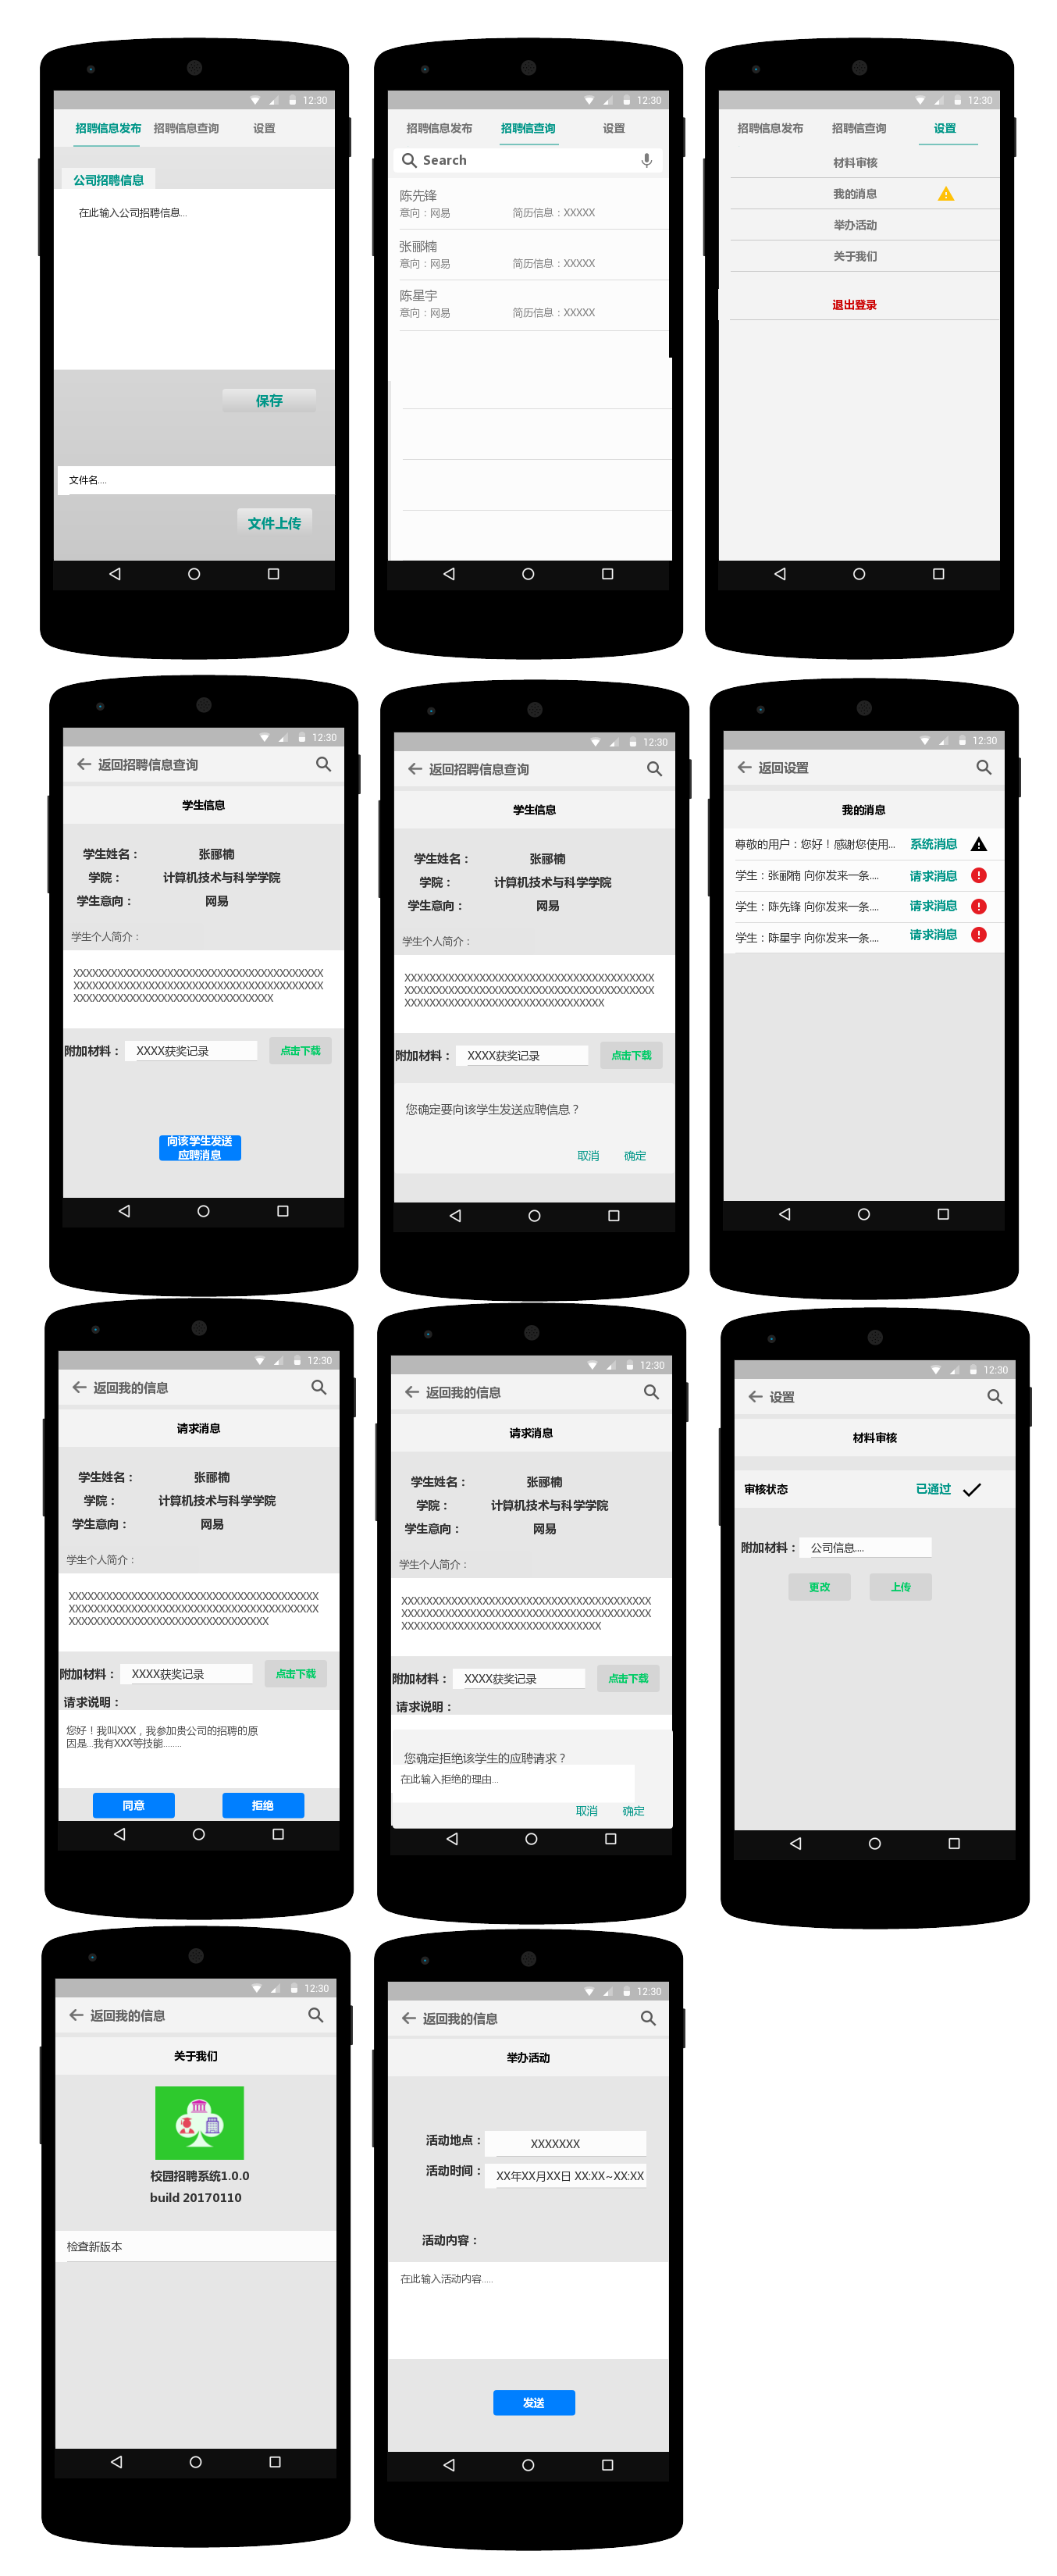 12:30
招聘信息发布 招聘信息查询 设置
公司招聘信息
在此输入公司招聘信息...
保存
文件名....
文件上传
12:30
招聘信息发布 招聘信查询 设置
Search
陈先锋
意向：网易 简历信息：XXXXX
张郦楠
意向：网易 简历信息：XXXXX
陈星宇
意向：网易 简历信息：XXXXX
12:30
招聘信息发布 招聘信查询 设置
材料审核
我的消息
举办活动
关于我们
退出登录
12:30
返回招聘信息查询
学生信息
学生姓名： 张郦楠
学院： 计算机技术与科学学院
学生意向： 网易
学生个人简介：
XXXXXXXXXXXXXXXXXXXXXXXXXXXXXXXXXXXXXXXX
XXXXXXXXXXXXXXXXXXXXXXXXXXXXXXXXXXXXXXXX
XXXXXXXXXXXXXXXXXXXXXXXXXXXXXXXX
附加材料： XXXX获奖记录 点击下载
向该学生发送
应聘消息
12:30
返回招聘信息查询
学生信息
学生姓名： 张郦楠
学院： 计算机技术与科学学院
学生意向： 网易
学生个人简介：
XXXXXXXXXXXXXXXXXXXXXXXXXXXXXXXXXXXXXXXX
XXXXXXXXXXXXXXXXXXXXXXXXXXXXXXXXXXXXXXXX
XXXXXXXXXXXXXXXXXXXXXXXXXXXXXXXX
附加材料： XXXX获奖记录 点击下载
您确定要向该学生发送应聘信息？
取消 确定
12:30
返回设置
我的消息
尊敬的用户：您好！感谢您使用... 系统消息
学生：张郦楠 向你发来一条.... 请求消息
学生：陈先锋 向你发来一条.... 请求消息
学生：陈星宇 向你发来一条.... 请求消息
12:30
返回我的信息
请求消息
学生姓名： 张郦楠
学院： 计算机技术与科学学院
学生意向： 网易
学生个人简介：
XXXXXXXXXXXXXXXXXXXXXXXXXXXXXXXXXXXXXXXX
XXXXXXXXXXXXXXXXXXXXXXXXXXXXXXXXXXXXXXXX
XXXXXXXXXXXXXXXXXXXXXXXXXXXXXXXX
附加材料： XXXX获奖记录 点击下载
请求说明：
您好！我叫XXX，我参加贵公司的招聘的原
因是...我有XXX等技能........
同意 拒绝
12:30
返回我的信息
请求消息
学生姓名： 张郦楠
学院： 计算机技术与科学学院
学生意向： 网易
学生个人简介：
XXXXXXXXXXXXXXXXXXXXXXXXXXXXXXXXXXXXXXXX
XXXXXXXXXXXXXXXXXXXXXXXXXXXXXXXXXXXXXXXX
XXXXXXXXXXXXXXXXXXXXXXXXXXXXXXXX
附加材料： XXXX获奖记录 点击下载
请求说明：
您确定拒绝该学生的应聘请求？
在此输入拒绝的理由...
取消 确定
12:30
设置
材料审核
审核状态 已通过
附加材料： 公司信息....
更改 上传
12:30
返回我的信息
关于我们
校园招聘系统1.0.0
build 20170110
检查新版本
12:30
返回我的信息
举办活动
活动地点： XXXXXXX
活动时间： XX年XX月XX日 XX:XX~XX:XX
活动内容：
在此输入活动内容.....
发送